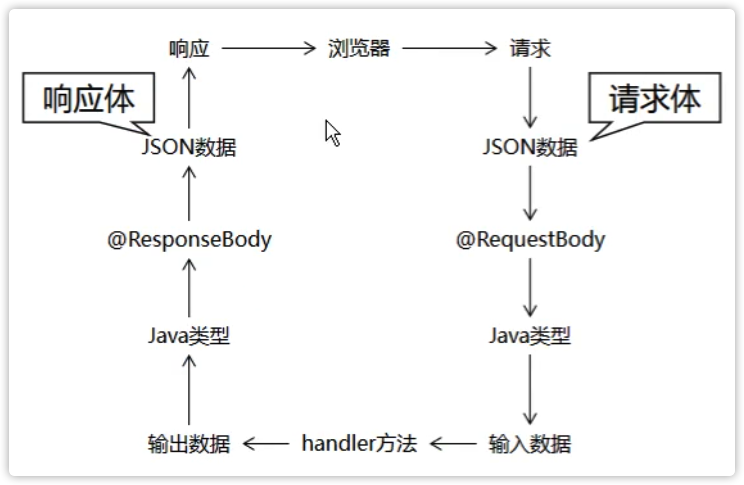 响应
浏览器
请求
响应体
请求体
JSON数据
JSON数据
@ResponseBody
@RequestBody
Java类型
Java类型
输出数据
handler方法
输入数据